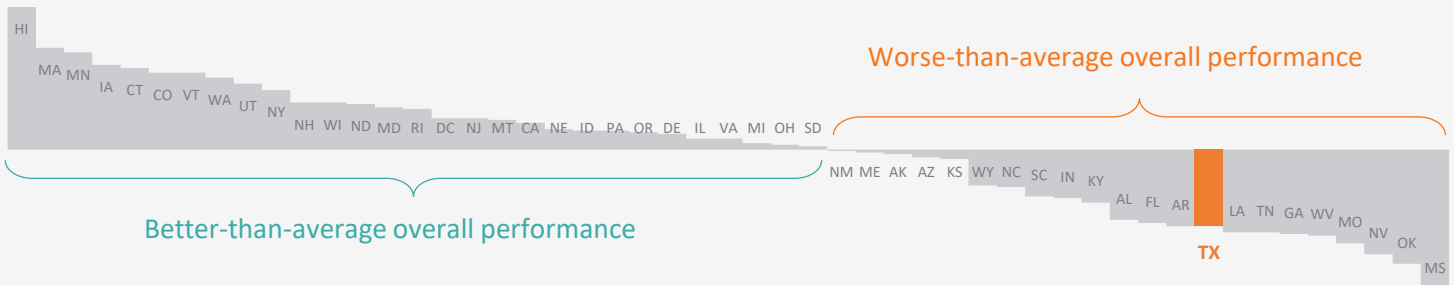 HI
MA MN IA CT CO VT WA UT NY NH WI ND MD RI DC NJ MT CA NE ID PA OR DE IL VA MI OH SD
Worse-than-average overall performance
NM ME AK AZ KS WY NC SC IN KY AL FL AR TX LA TN GA WV MO NV OK MS
Better-than-average overall performance